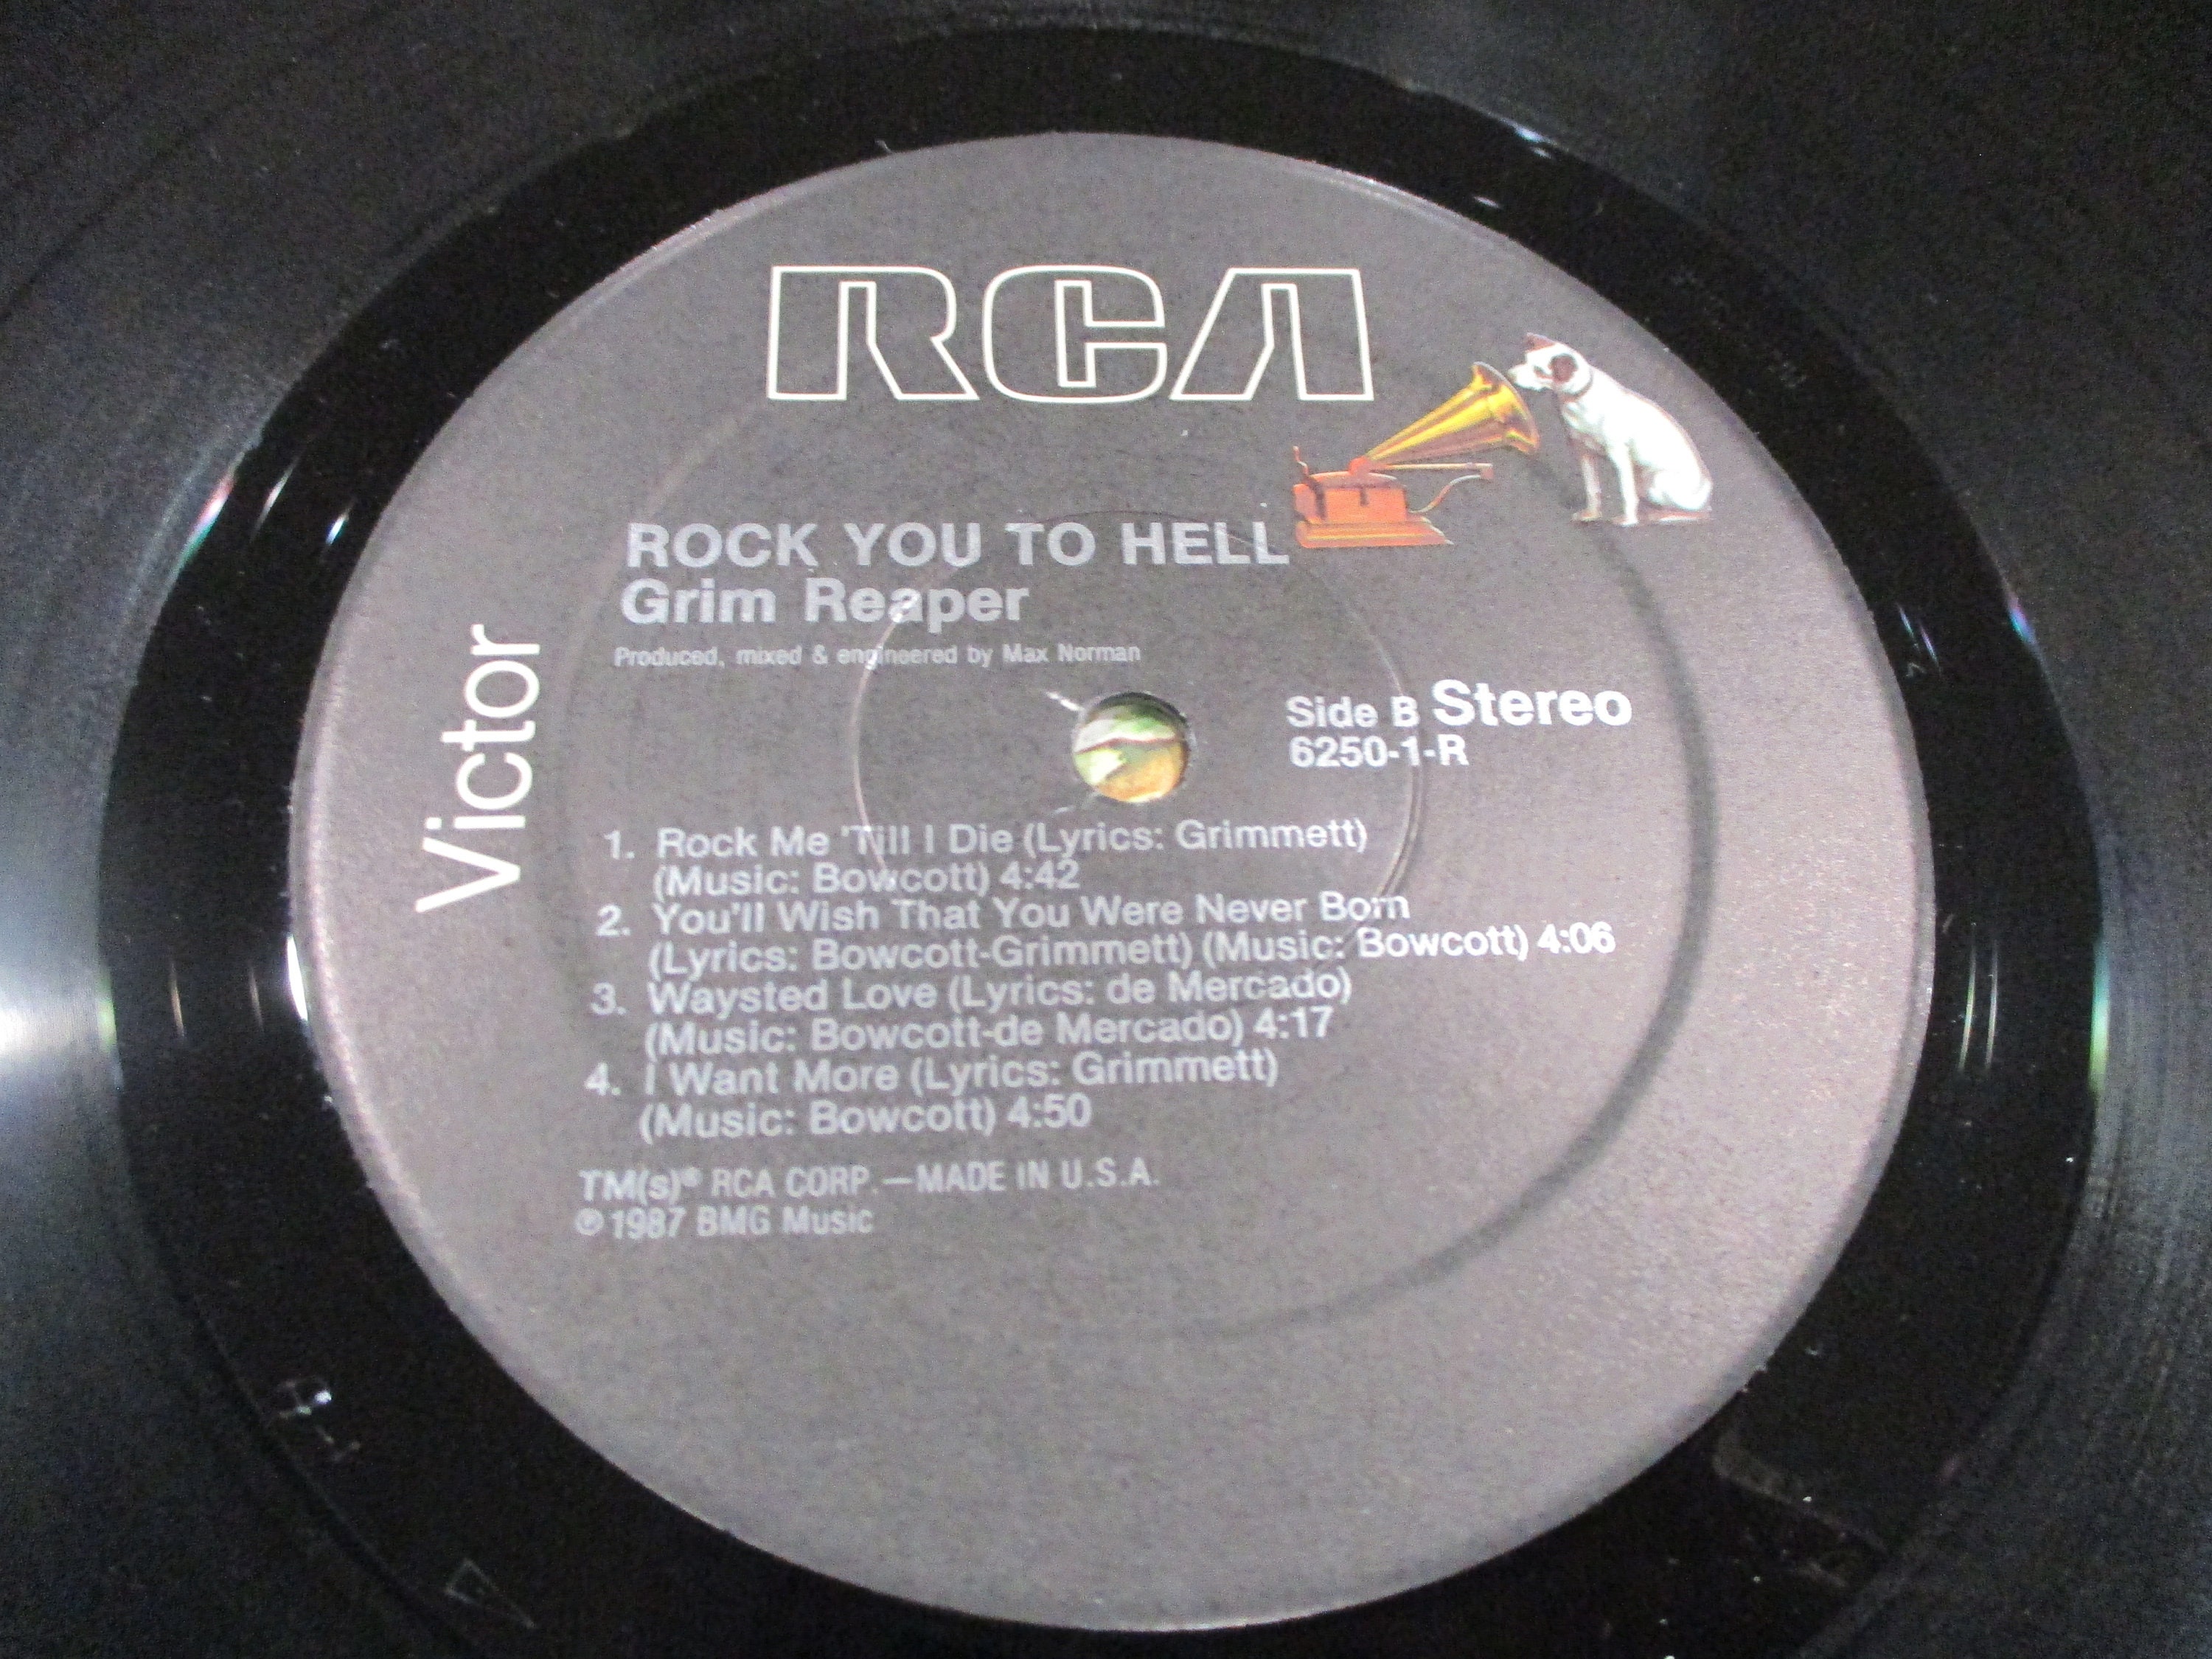 RCA
Victor
ROCK YOU TO HELL
Grim Reaper
Produced, mixed & engineered by Max Norman
Side B Stereo
6250-1-R
1. Rock Me 'Till I Die (Lyrics: Grimmett)
(Music: Bowcott) 4:42
2. You'll Wish That You Were Never Born
(Lyrics: Bowcott-Grimmett) (Music: Bowcott) 4:06
3. Waysted Love (Lyrics: de Mercado)
(Music: Bowcott-de Mercado) 4:17
4. I Want More (Lyrics: Grimmett)
(Music: Bowcott) 4:50
TM(s)® RCA CORP.—MADE IN U.S.A.
℗ 1987 BMG Music